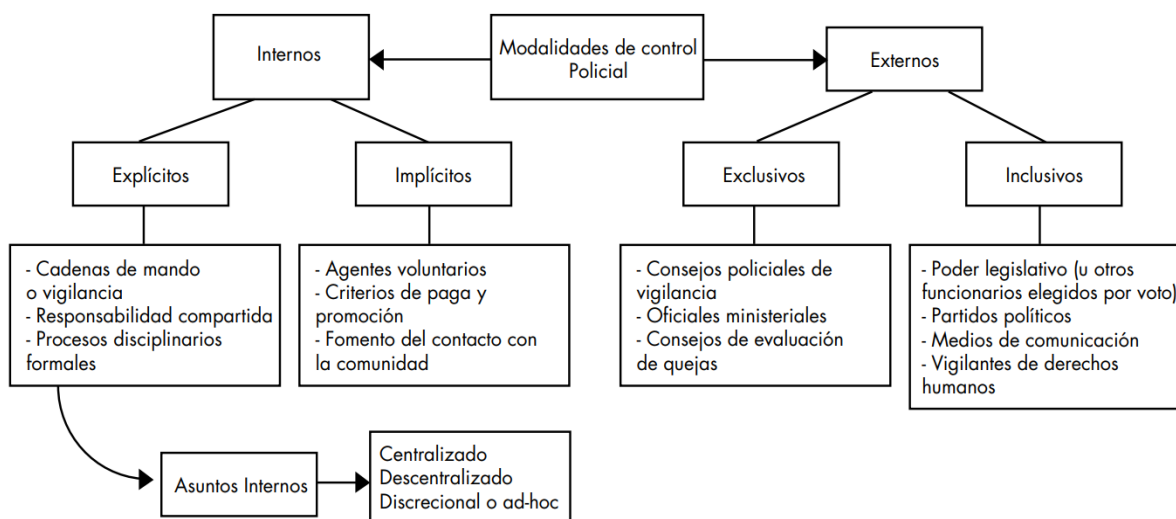 Modalidades de control
Policial
Internos
Externos
Explícitos
Implícitos
Exclusivos
Inclusivos
- Cadenas de mando
o vigilancia
- Responsabilidad compartida
- Procesos disciplinarios
formales
- Agentes voluntarios
- Criterios de paga y
promoción
- Fomento del contacto con
la comunidad
- Consejos policiales de
vigilancia
- Oficiales ministeriales
- Consejos de evaluación
de quejas
- Poder legislativo (u otros
funcionarios elegidos por voto)
- Partidos políticos
- Medios de comunicación
- Vigilantes de derechos
humanos
Asuntos Internos
Centralizado
Descentralizado
Discrecional o ad-hoc